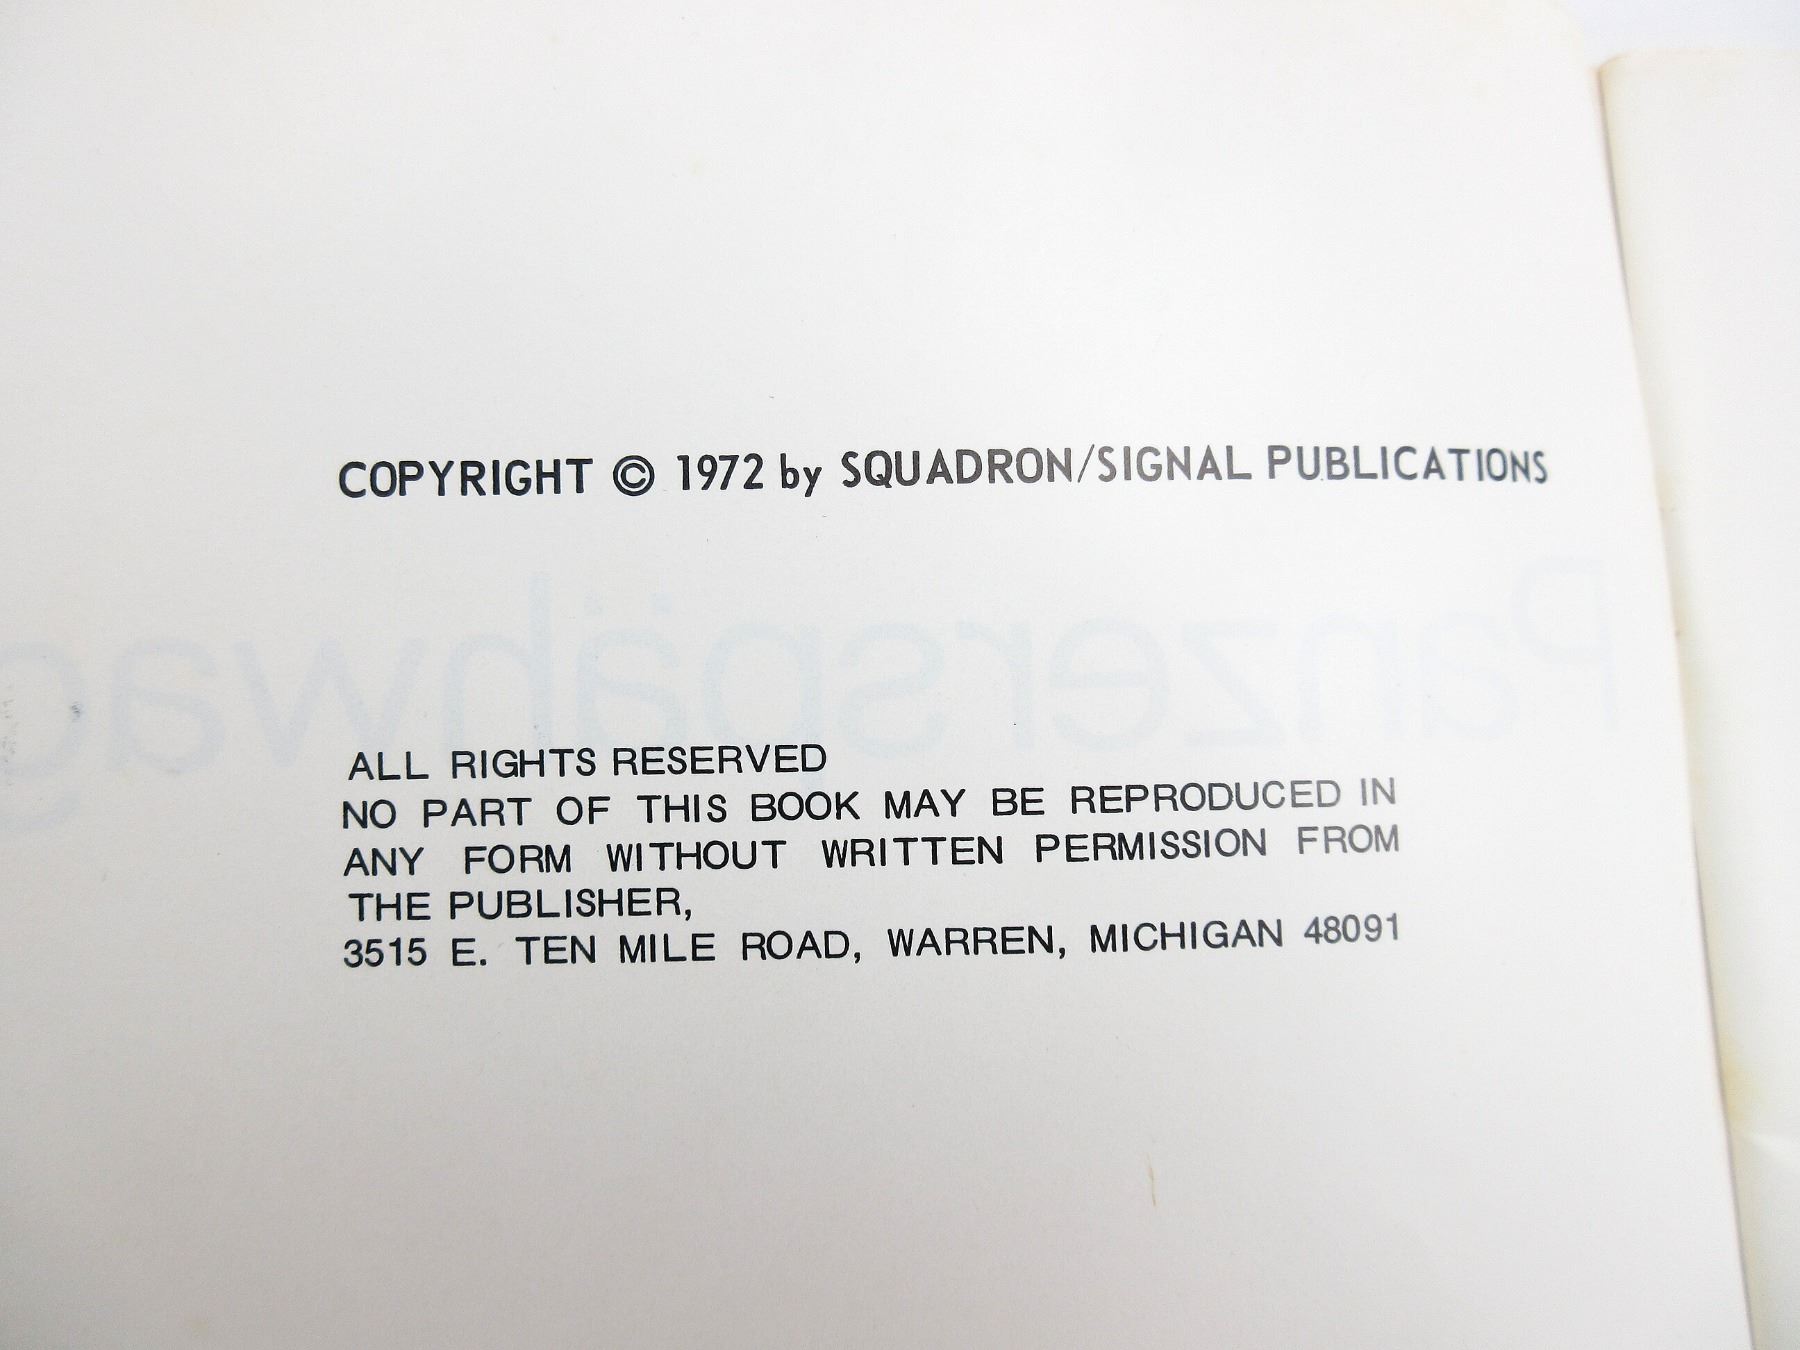 COPYRIGHT © 1972 by SQUADRON/SIGNAL PUBLICATIONS
Panzerspähwag
ALL RIGHTS RESERVED
NO PART OF THIS BOOK MAY BE REPRODUCED IN
ANY FORM WITHOUT WRITTEN PERMISSION FROM
THE PUBLISHER,
3515 E. TEN MILE ROAD, WARREN, MICHIGAN 48091